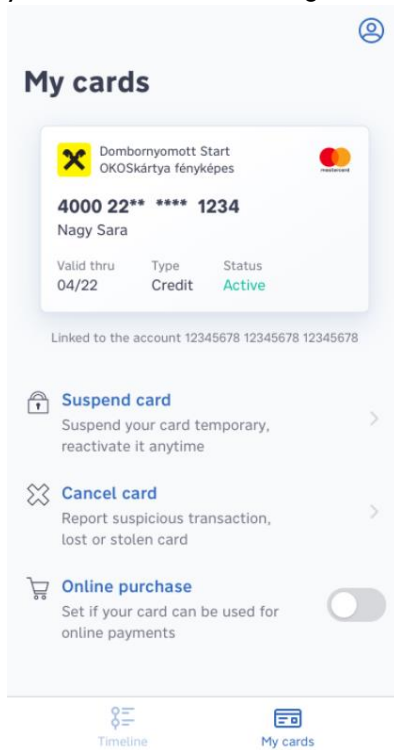 My cards
Dombornyomott Start
OKOSkártya fényképes
mastercard
4000 22** **** 1234
Nagy Sara
Valid thru Type Status
04/22 Credit Active
Linked to the account 12345678 12345678 12345678
Suspend card
Suspend your card temporary,
reactivate it anytime
Cancel card
Report suspicious transaction,
lost or stolen card
Online purchase
Set if your card can be used for
online payments
Timeline My cards